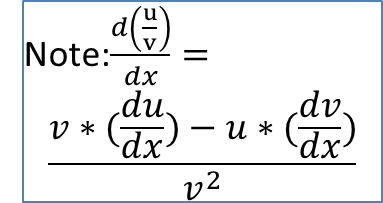 Note: d(u/v)/dx =
(v * (du/dx) − u * (dv/dx))/v²